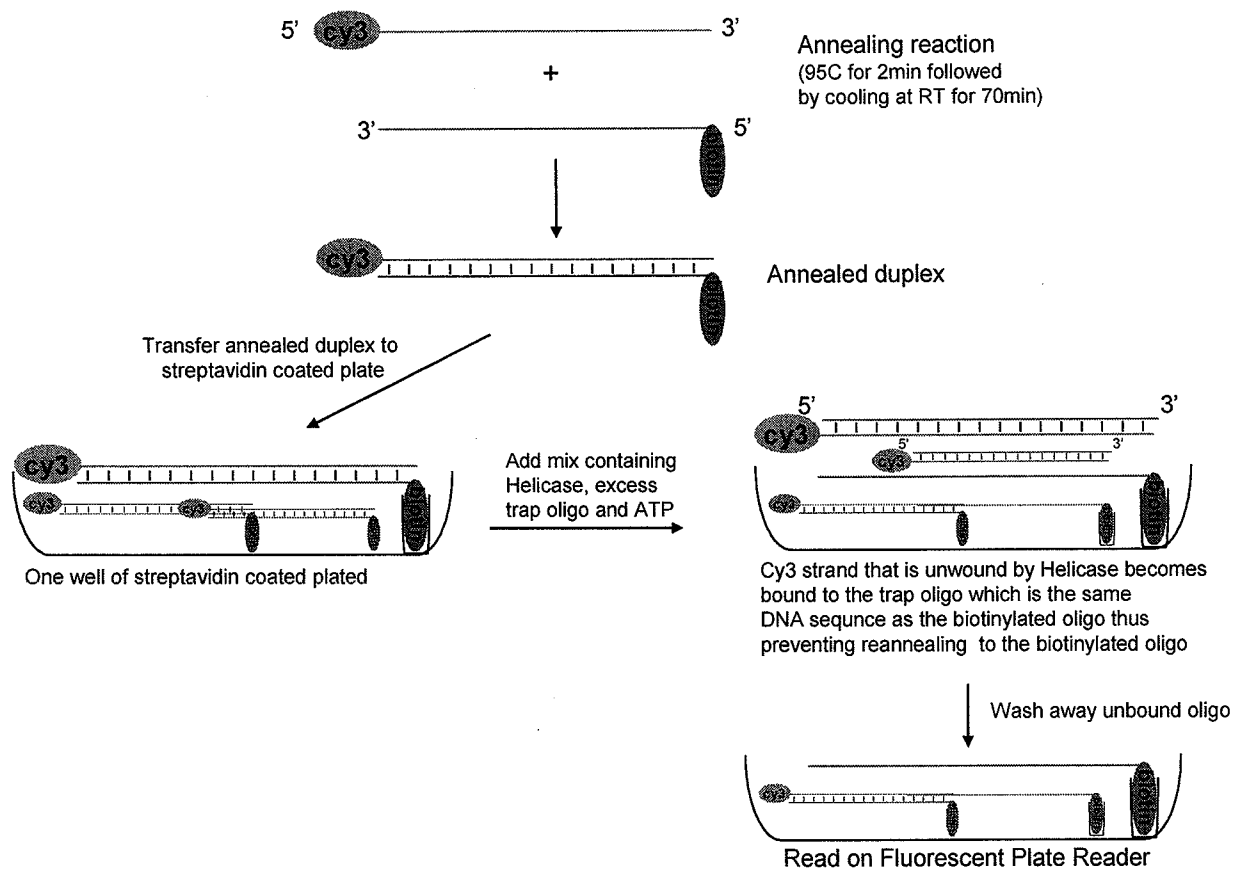 5' cy3 3'
Annealing reaction
(95C for 2min followed
by cooling at RT for 70min)
+
3' 5'
cy3
Annealed duplex
Transfer annealed duplex to
streptavidin coated plate
cy3
cy3 cy3
One well of streptavidin coated plated
Add mix containing
Helicase, excess
trap oligo and ATP
5' 3'
cy3
5' 3'
cy3
cy3
Cy3 strand that is unwound by Helicase becomes
bound to the trap oligo which is the same
DNA sequnce as the biotinylated oligo thus
preventing reannealing to the biotinylated oligo
Wash away unbound oligo
cy3
Read on Fluorescent Plate Reader